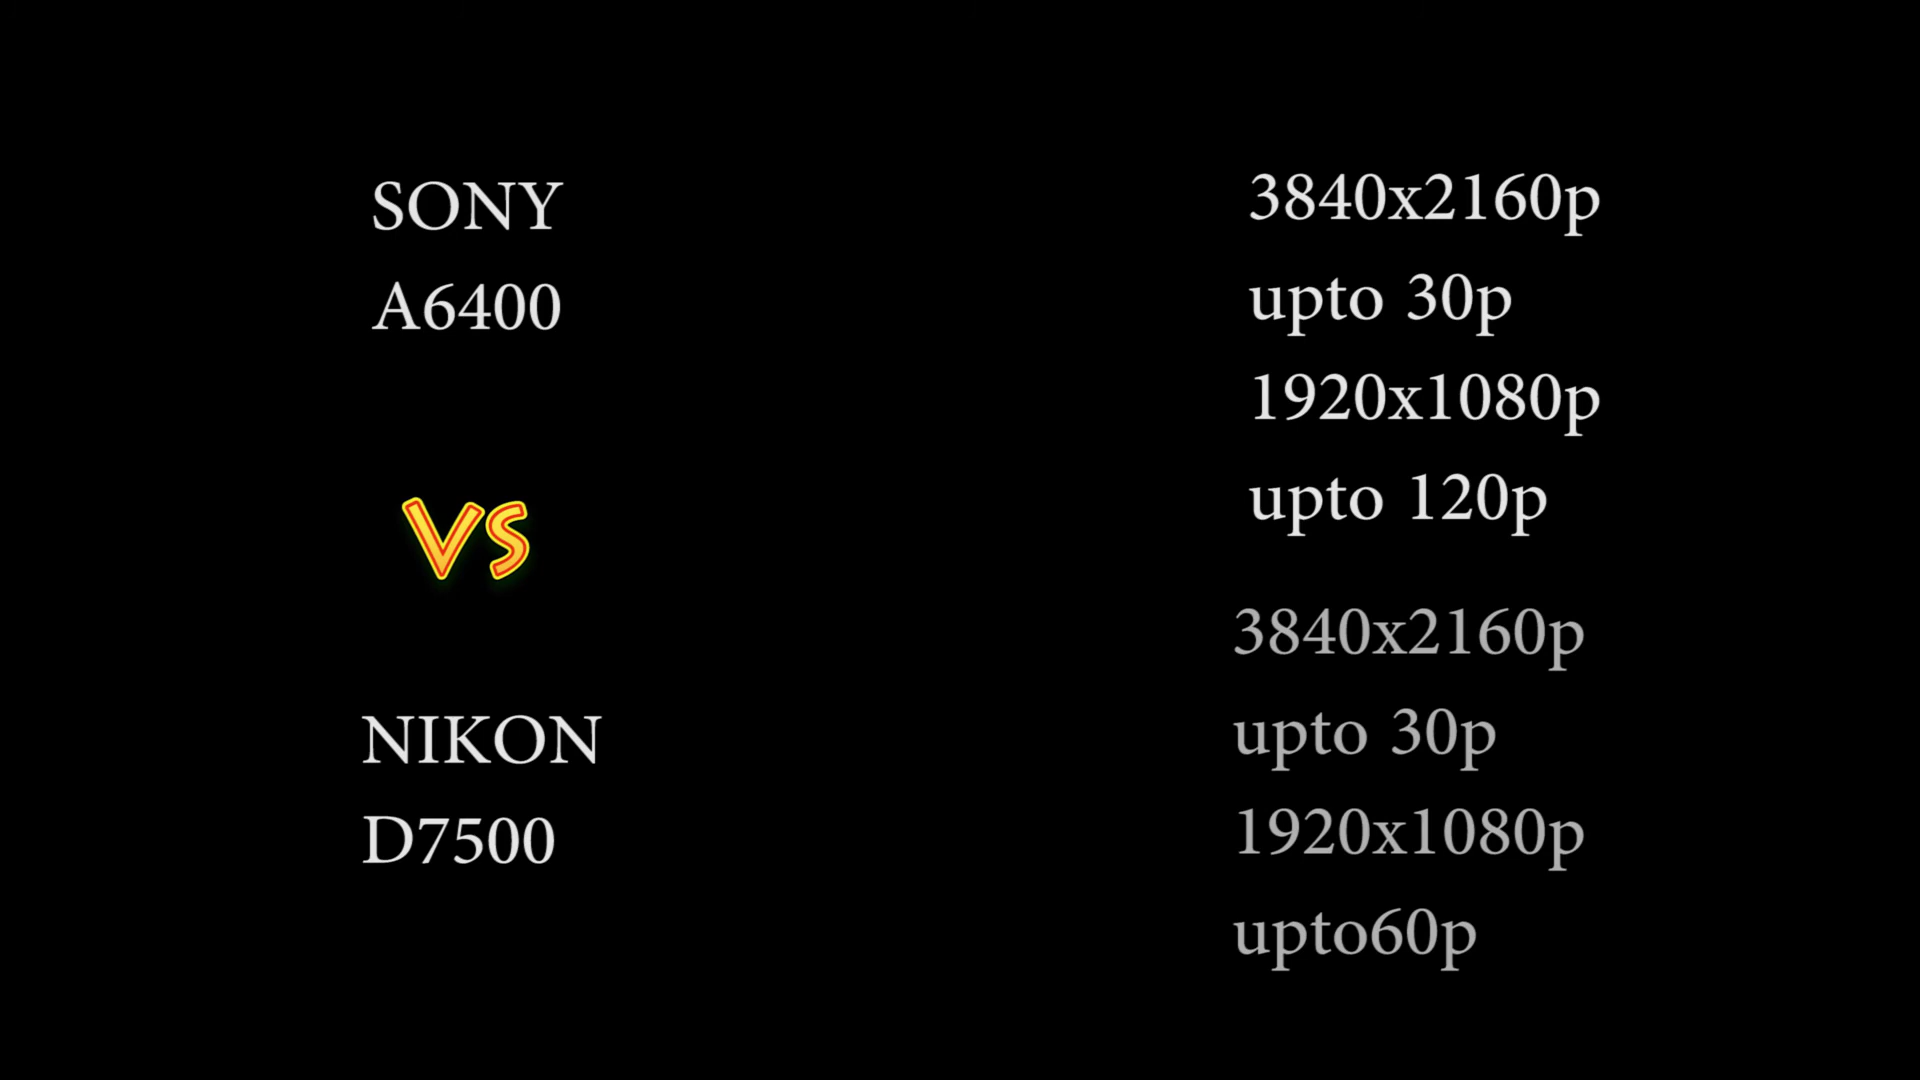 SONY
A6400
3840x2160p
upto 30p
1920x1080p
upto 120p
VS
NIKON
D7500
3840x2160p
upto 30p
1920x1080p
upto60p